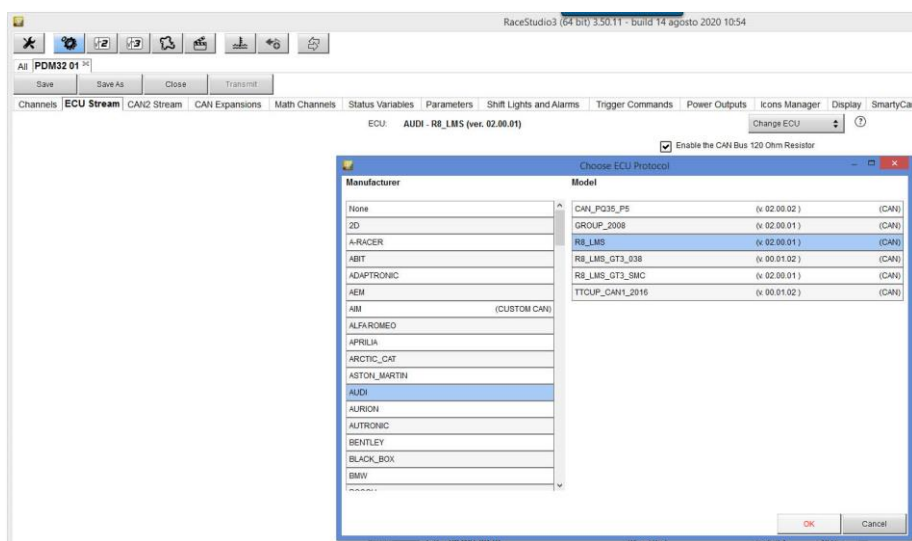 RaceStudio3 (64 bit) 3.50.11 - build 14 agosto 2020 10:54
All PDM32 01
Save Save As Close Transmit
Channels ECU Stream CAN2 Stream CAN Expansions Math Channels Status Variables Parameters Shift Lights and Alarms Trigger Commands Power Outputs Icons Manager Display SmartyCa
ECU: AUDI - R8_LMS (ver. 02.00.01) Change ECU ?
Enable the CAN Bus 120 Ohm Resistor
Choose ECU Protocol
Manufacturer Model
None CAN_PQ35_P5 (v. 02.00.02 ) (CAN)
2D GROUP_2008 (v. 02.00.01 ) (CAN)
A-RACER R8_LMS (v. 02.00.01 ) (CAN)
ABIT R8_LMS_GT3_038 (v. 00.01.02 ) (CAN)
ADAPTRONIC R8_LMS_GT3_SMC (v. 02.00.01 ) (CAN)
AEM TTCUP_CAN1_2016 (v. 00.01.02 ) (CAN)
AIM (CUSTOM CAN)
ALFAROMEO
APRILIA
ARCTIC_CAT
ASTON_MARTIN
AUDI
AURION
AUTRONIC
BENTLEY
BLACK_BOX
BMW
OK Cancel